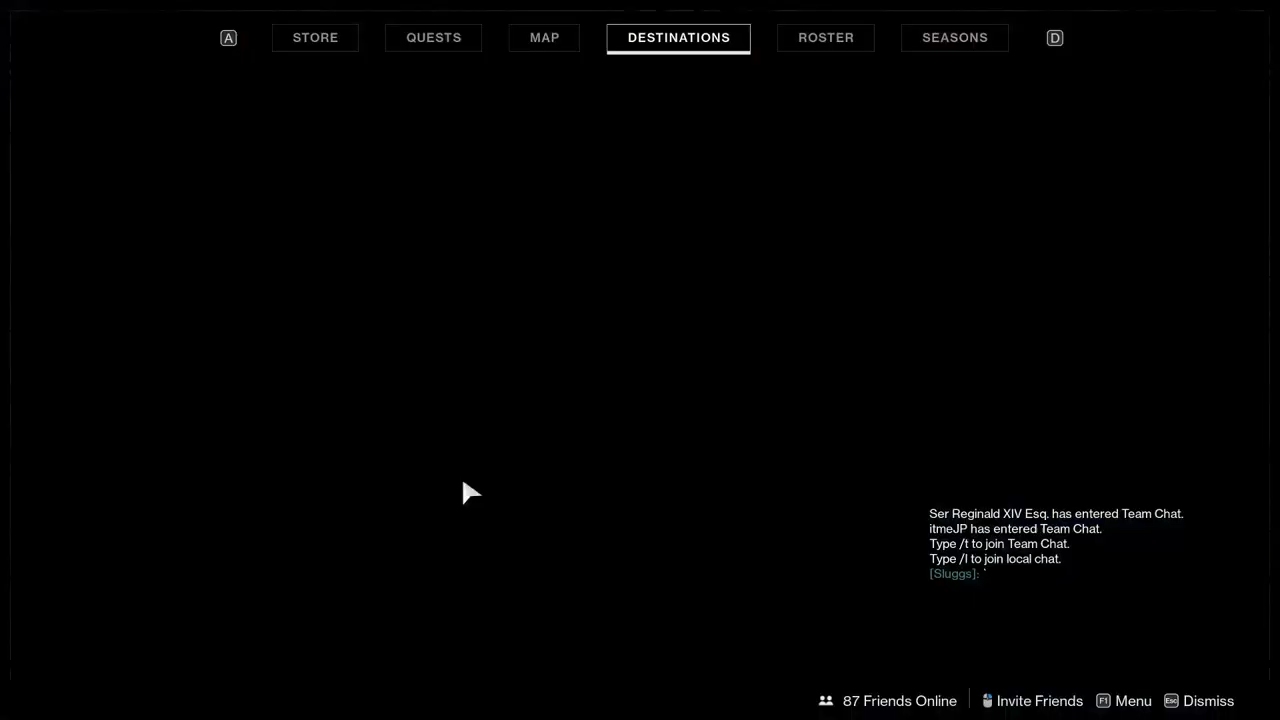 A STORE QUESTS MAP DESTINATIONS ROSTER SEASONS D
Ser Reginald XIV Esq. has entered Team Chat.
itmeJP has entered Team Chat.
Type /t to join Team Chat.
Type /l to join local chat.
[Sluggs]: `
87 Friends Online Invite Friends F1 Menu Esc Dismiss